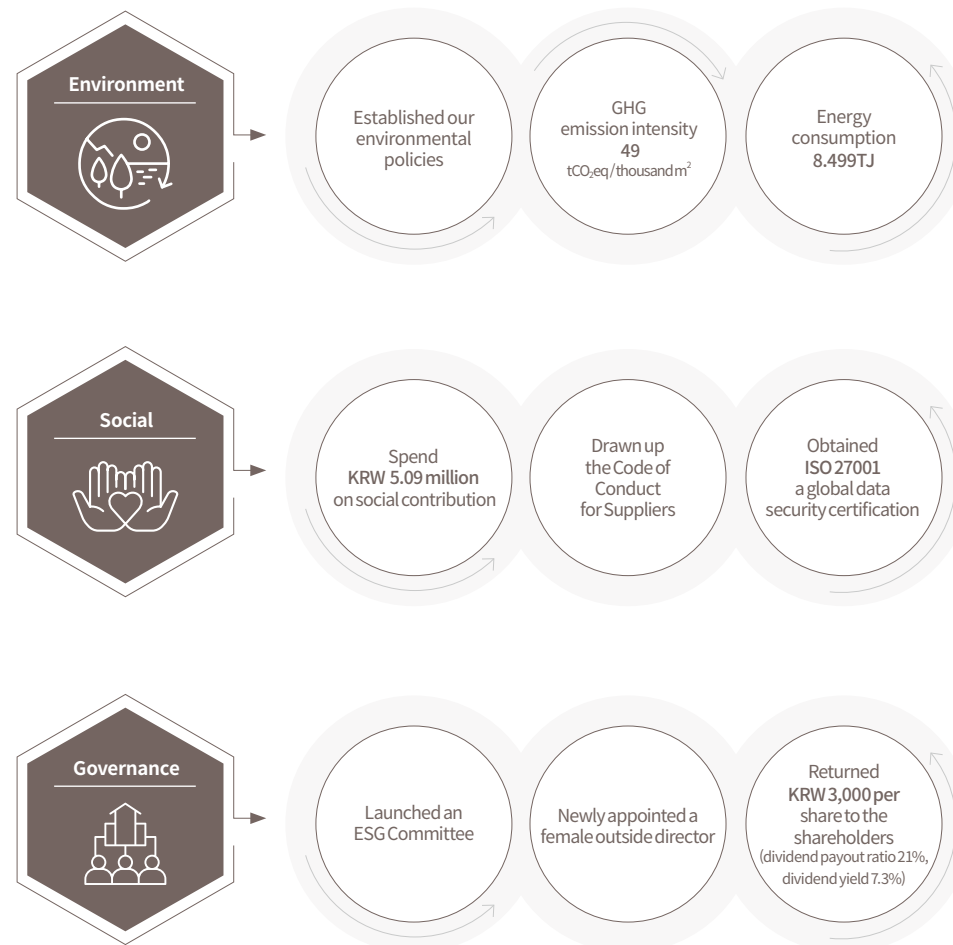 Environment
Established our
environmental
policies
GHG
emission intensity
49
tCO₂eq/thousand m²
Energy
consumption
8.499TJ
Social
Spend
KRW 5.09 million
on social contribution
Drawn up
the Code of
Conduct
for Suppliers
Obtained
ISO 27001
a global data
security certification
Governance
Launched an
ESG Committee
Newly appointed a
female outside director
Returned
KRW 3,000 per
share to the
shareholders
(dividend payout ratio 21%,
dividend yield 7.3%)